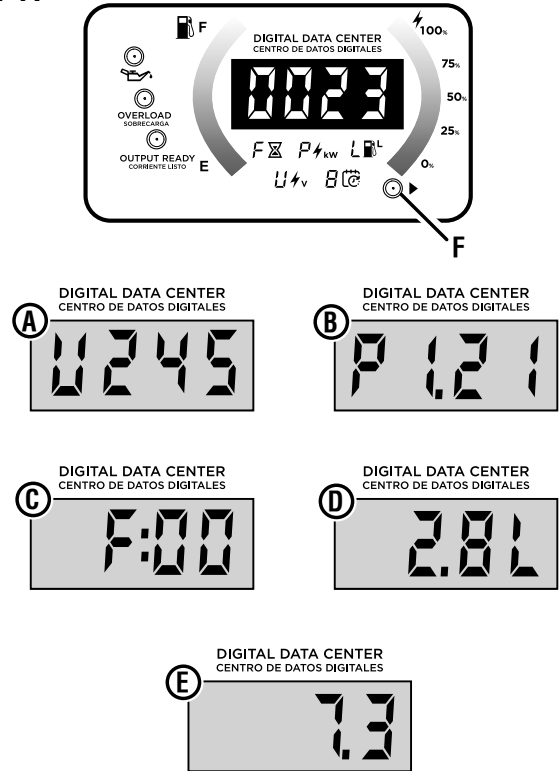 F
DIGITAL DATA CENTER
CENTRO DE DATOS DIGITALES
100%
75%
50%
25%
0%
0023
OVERLOAD
SOBRECARGA
OUTPUT READY
CORRIENTE LISTO
E
F P kW L L
U V 8
F
DIGITAL DATA CENTER
CENTRO DE DATOS DIGITALES
A
U245
DIGITAL DATA CENTER
CENTRO DE DATOS DIGITALES
B
P 1.21
DIGITAL DATA CENTER
CENTRO DE DATOS DIGITALES
C
F:00
DIGITAL DATA CENTER
CENTRO DE DATOS DIGITALES
D
2.8L
DIGITAL DATA CENTER
CENTRO DE DATOS DIGITALES
E
7.3